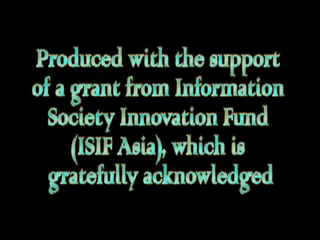 Produced with the support
of a grant from Information
Society Innovation Fund
(ISIF Asia), which is
gratefully acknowledged